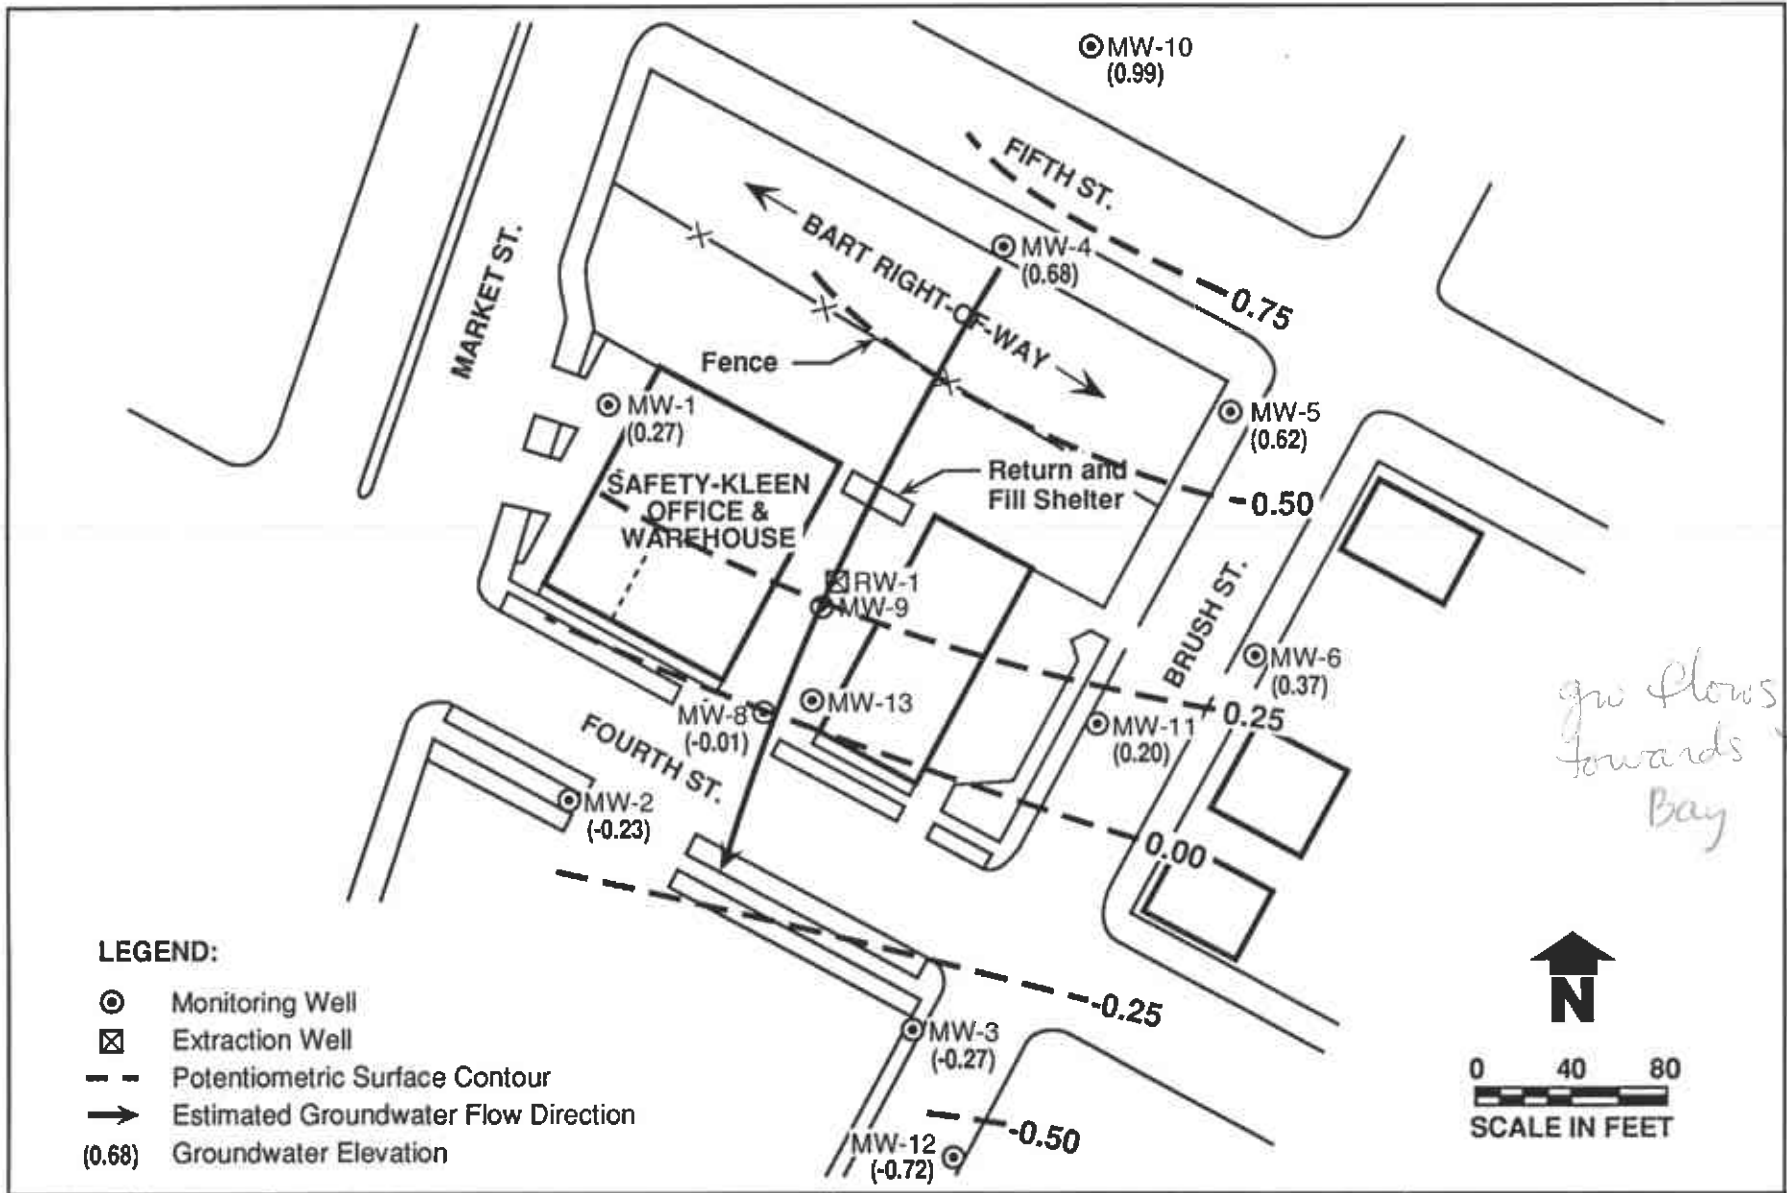 MW-10
(0.99)
FIFTH ST.
BART RIGHT-OF-WAY
MW-4
(0.68)
0.75
MARKET ST.
Fence
MW-1
(0.27)
MW-5
(0.62)
Return and
Fill Shelter
0.50
SAFETY-KLEEN
OFFICE &
WAREHOUSE
RW-1
MW-9
BRUSH ST.
MW-6
(0.37)
MW-13
MW-8
(-0.01)
0.25
MW-11
(0.20)
FOURTH ST.
gw flows
towards
Bay
MW-2
(-0.23)
0.00
-0.25
MW-3
(-0.27)
-0.50
MW-12
(-0.72)
LEGEND:
Monitoring Well
Extraction Well
Potentiometric Surface Contour
Estimated Groundwater Flow Direction
(0.68) Groundwater Elevation
N
0 40 80
SCALE IN FEET